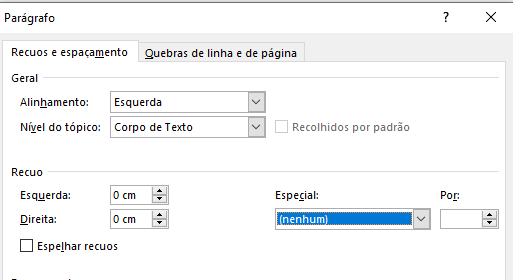 Parágrafo ?
Recuos e espaçamento Quebras de linha e de página
Geral
Alinhamento: Esquerda
Nível do tópico: Corpo de Texto Recolhidos por padrão
Recuo
Esquerda: 0 cm Especial: Por:
Direita: 0 cm (nenhum)
Espelhar recuos